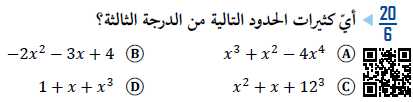 20/6 أيّ كثيرات الحدود التالية من الدرجة الثالثة؟
A x³ + x² − 4x⁴ B −2x² − 3x + 4
C x² + x + 12³ D 1 + x + x³